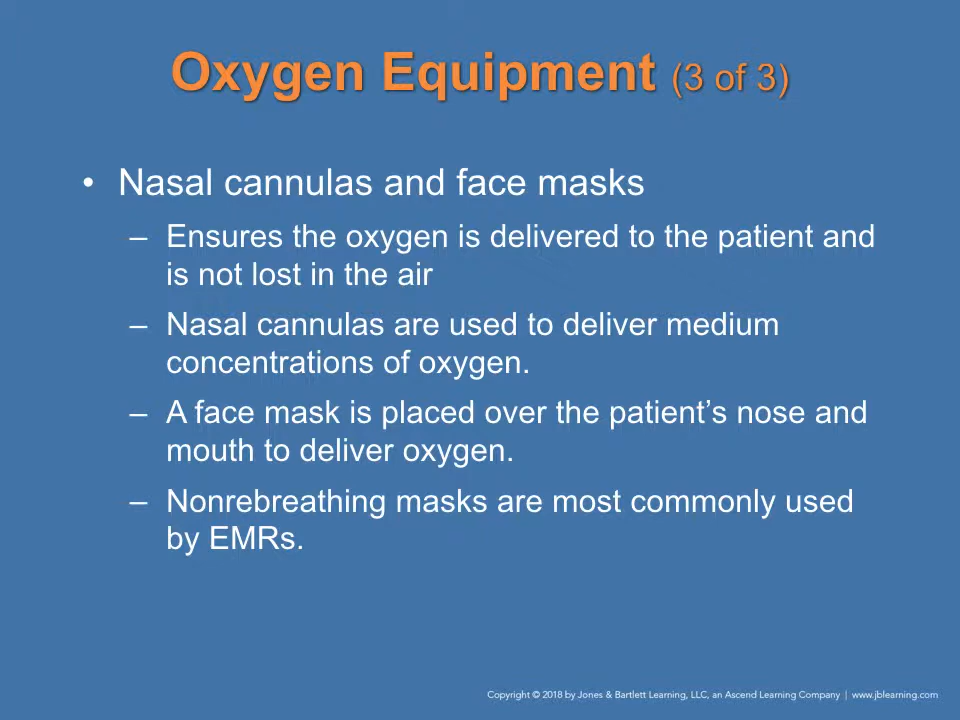 Oxygen Equipment (3 of 3)
• Nasal cannulas and face masks
– Ensures the oxygen is delivered to the patient and
is not lost in the air
– Nasal cannulas are used to deliver medium
concentrations of oxygen.
– A face mask is placed over the patient’s nose and
mouth to deliver oxygen.
– Nonrebreathing masks are most commonly used
by EMRs.
Copyright © 2018 by Jones & Bartlett Learning, LLC, an Ascend Learning Company | www.jblearning.com